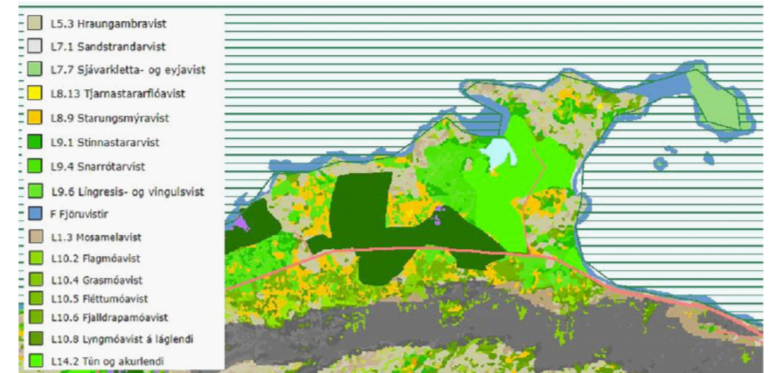 L5.3 Hraungambravist
L7.1 Sandstrandarvist
L7.7 Sjávarkletta- og eyjavist
L8.13 Tjarnastararflóavist
L8.9 Starungsmýravist
L9.1 Stinnastararvist
L9.4 Snarrótarvist
L9.6 Língresis- og vingulsvist
F Fjöruvistir
L1.3 Mosamelavist
L10.2 Flagmóavist
L10.4 Grasmóavist
L10.5 Fléttumóavist
L10.6 Fjalldrapamóavist
L10.8 Lyngmóavist á láglendi
L14.2 Tún og akurlendi